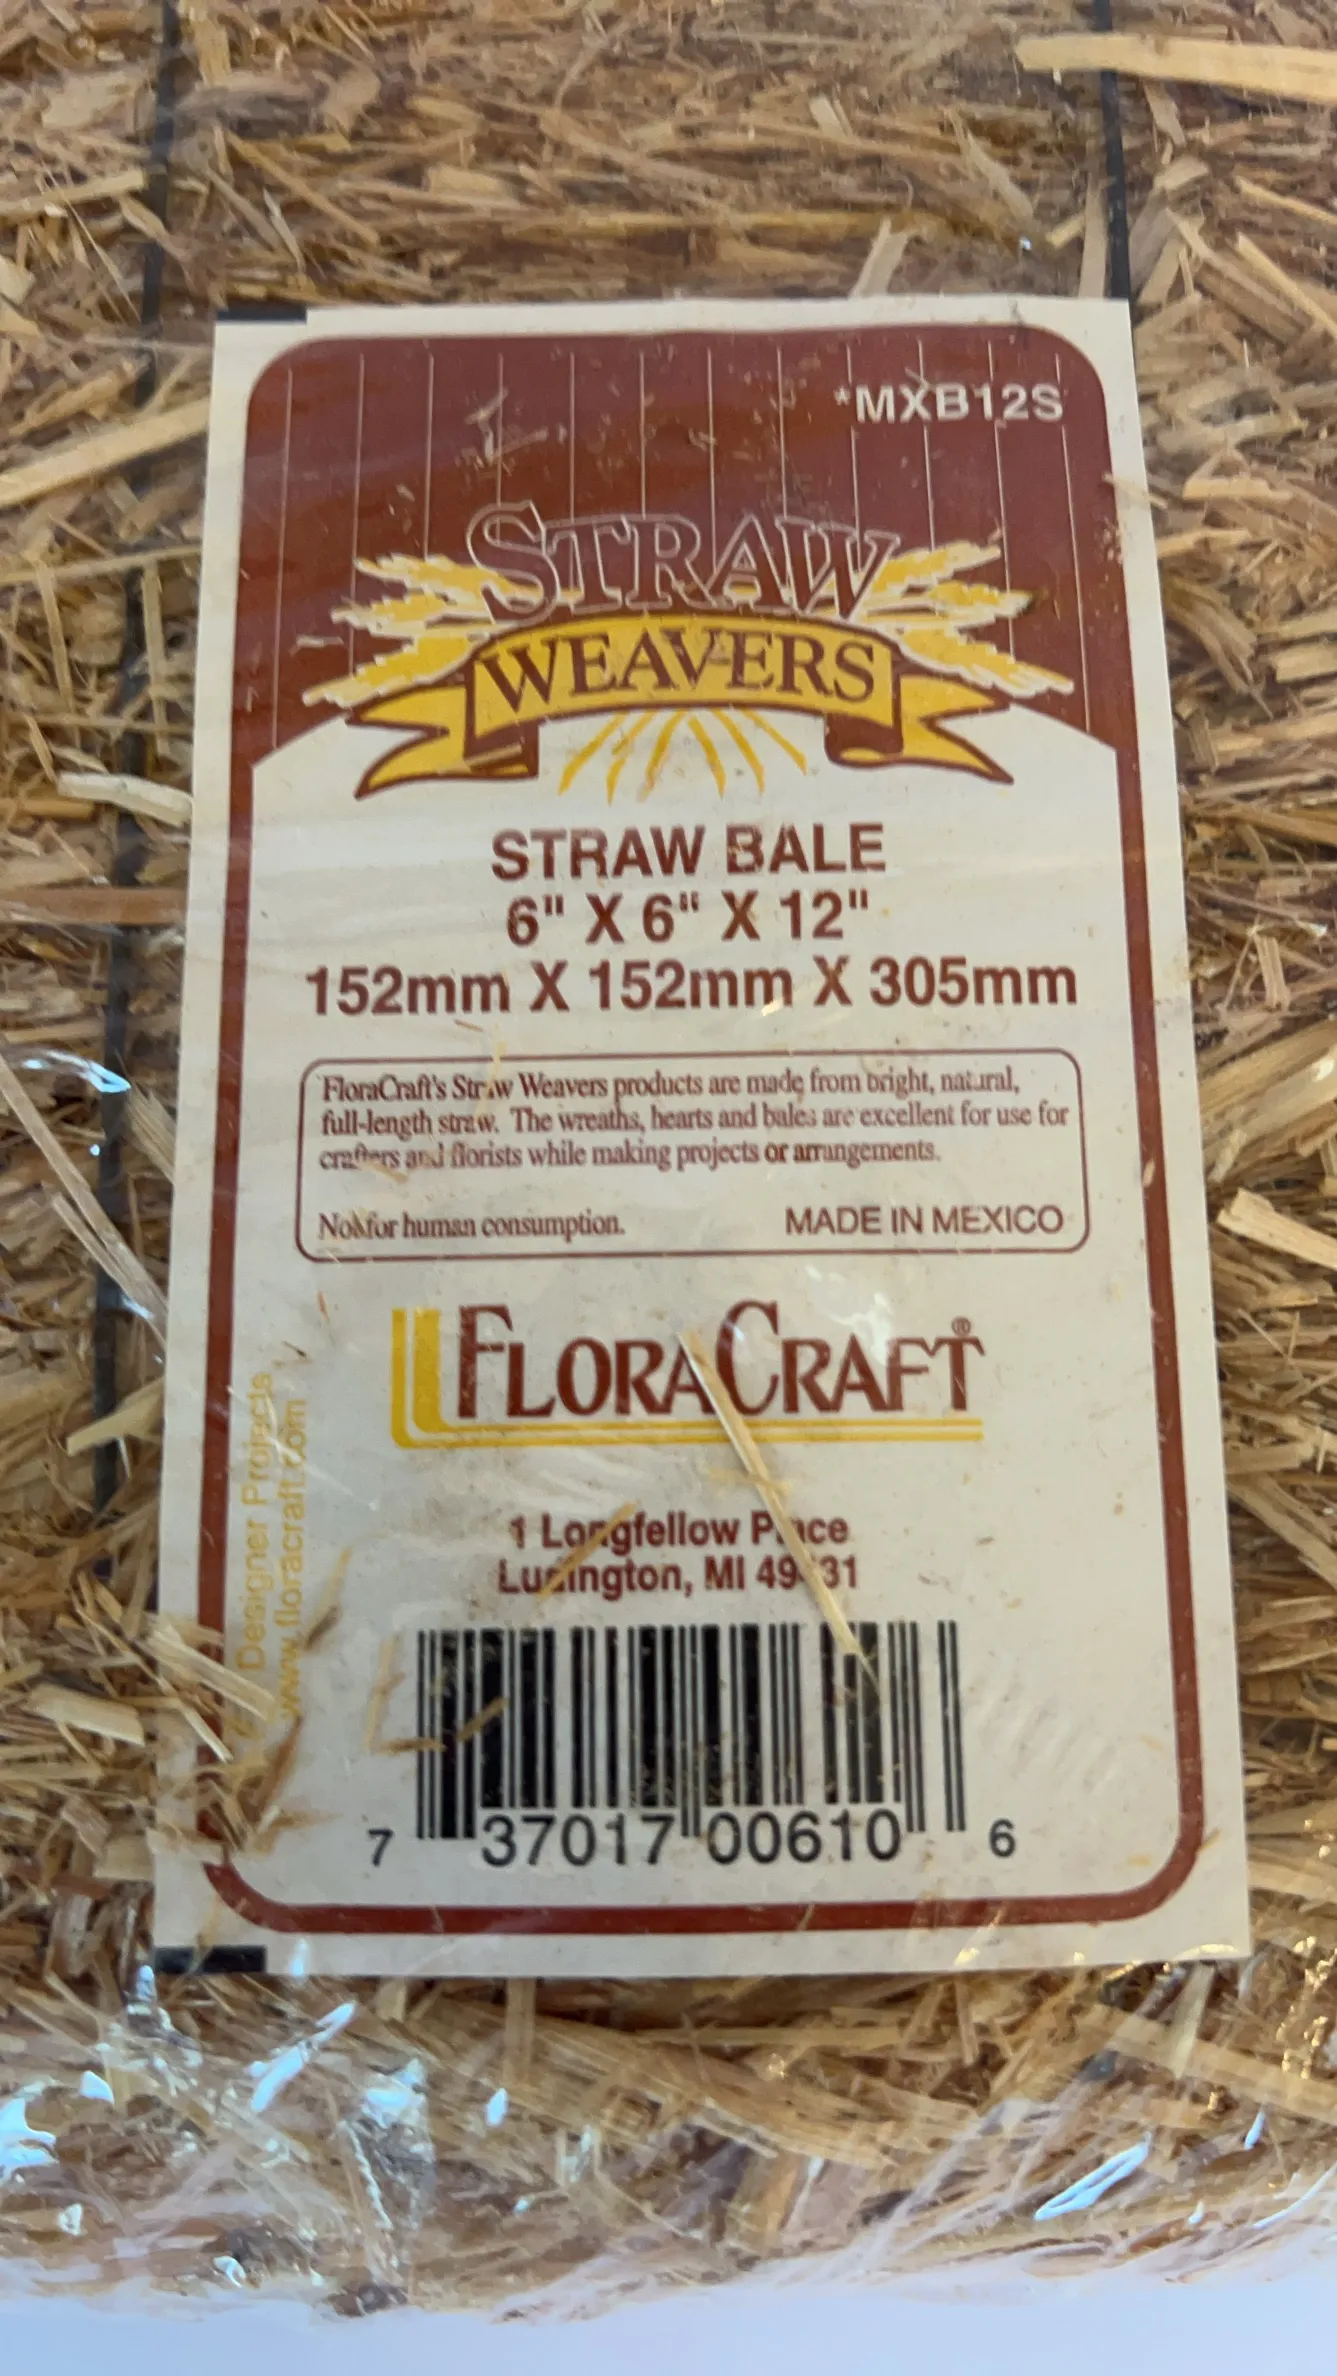 *MXB12S
STRAW
WEAVERS
STRAW BALE
6" X 6" X 12"
152mm X 152mm X 305mm
FloraCraft's Straw Weavers products are made from bright, natural,
full-length straw. The wreaths, hearts and bales are excellent for use for
crafters and florists while making projects or arrangements.
Not for human consumption.
MADE IN MEXICO
FLORACRAFT®
Designer Projects
www.floracraft.com
1 Longfellow Place
Ludington, MI 49431
7 37017 00610 6